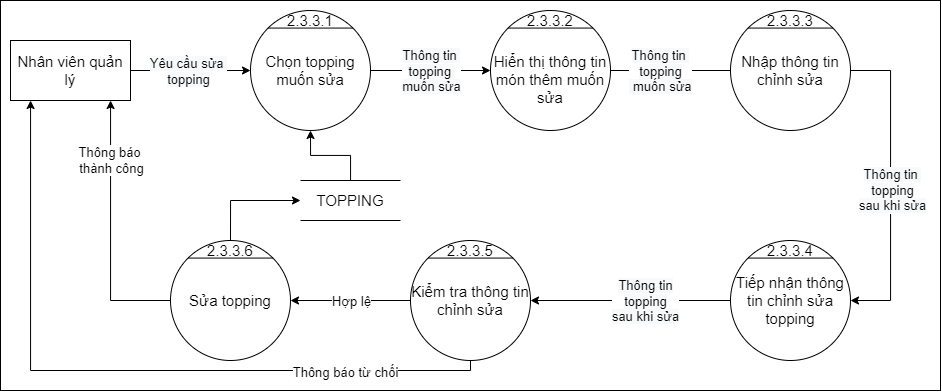 2.3.3.1
2.3.3.2
2.3.3.3
Nhân viên quản
lý
Yêu cầu sửa
topping
Chọn topping
muốn sửa
Thông tin
topping
muốn sửa
Hiển thị thông tin
món thêm muốn
sửa
Thông tin
topping
muốn sửa
Nhập thông tin
chỉnh sửa
Thông báo
thành công
Thông tin
topping
sau khi sửa
TOPPING
2.3.3.6
2.3.3.5
2.3.3.4
Sửa topping
Hợp lệ
Kiểm tra thông tin
chỉnh sửa
Thông tin
topping
sau khi sửa
Tiếp nhận thông
tin chỉnh sửa
topping
Thông báo từ chối